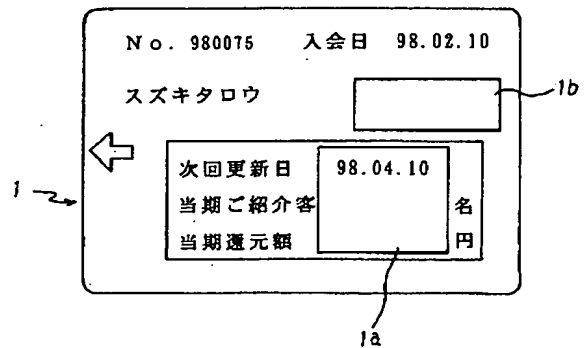 No. 980075 入会日 98.02.10
スズキタロウ
1b
次回更新日 98.04.10
当期ご紹介客 名
当期還元額 円
1
1a